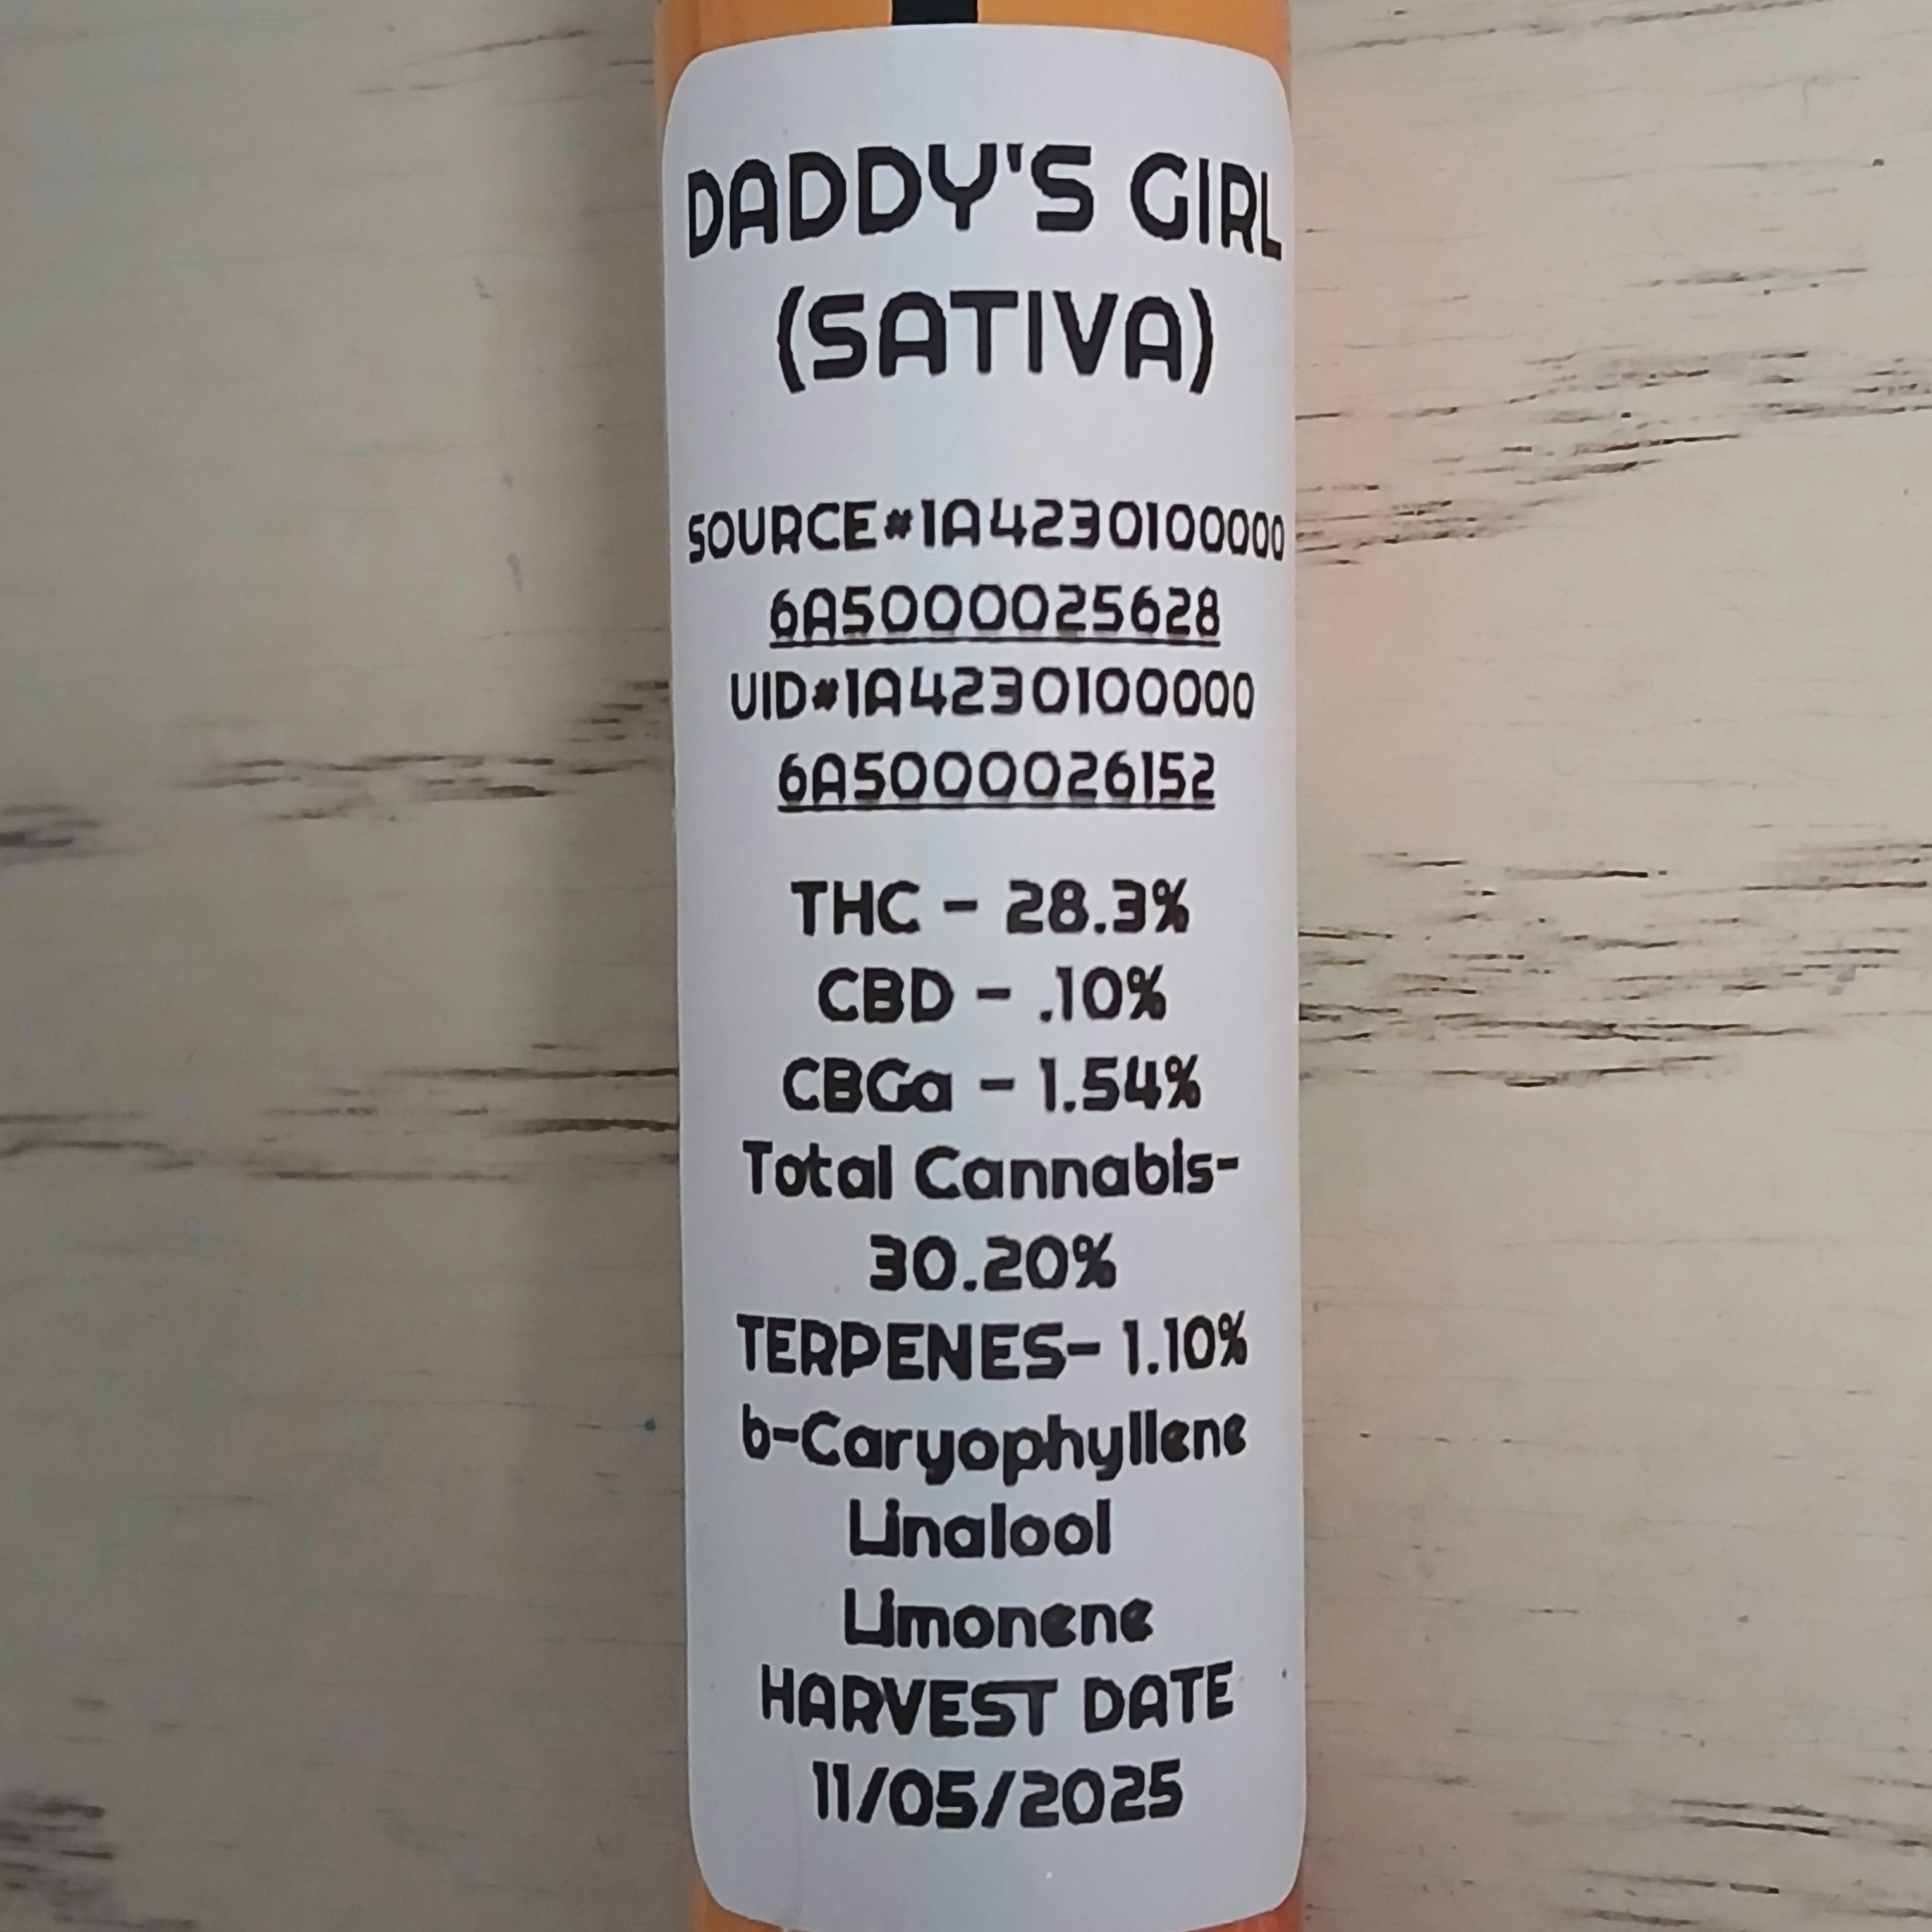 DADDY'S GIRL
(SATIVA)
SOURCE#1A4230100000
6A5000025628
UID#1A4230100000
6A5000026152
THC - 28.3%
CBD - .10%
CBGa - 1.54%
Total Cannabis-
30.20%
TERPENES- 1.10%
b-Caryophyllene
Linalool
Limonene
HARVEST DATE
11/05/2025